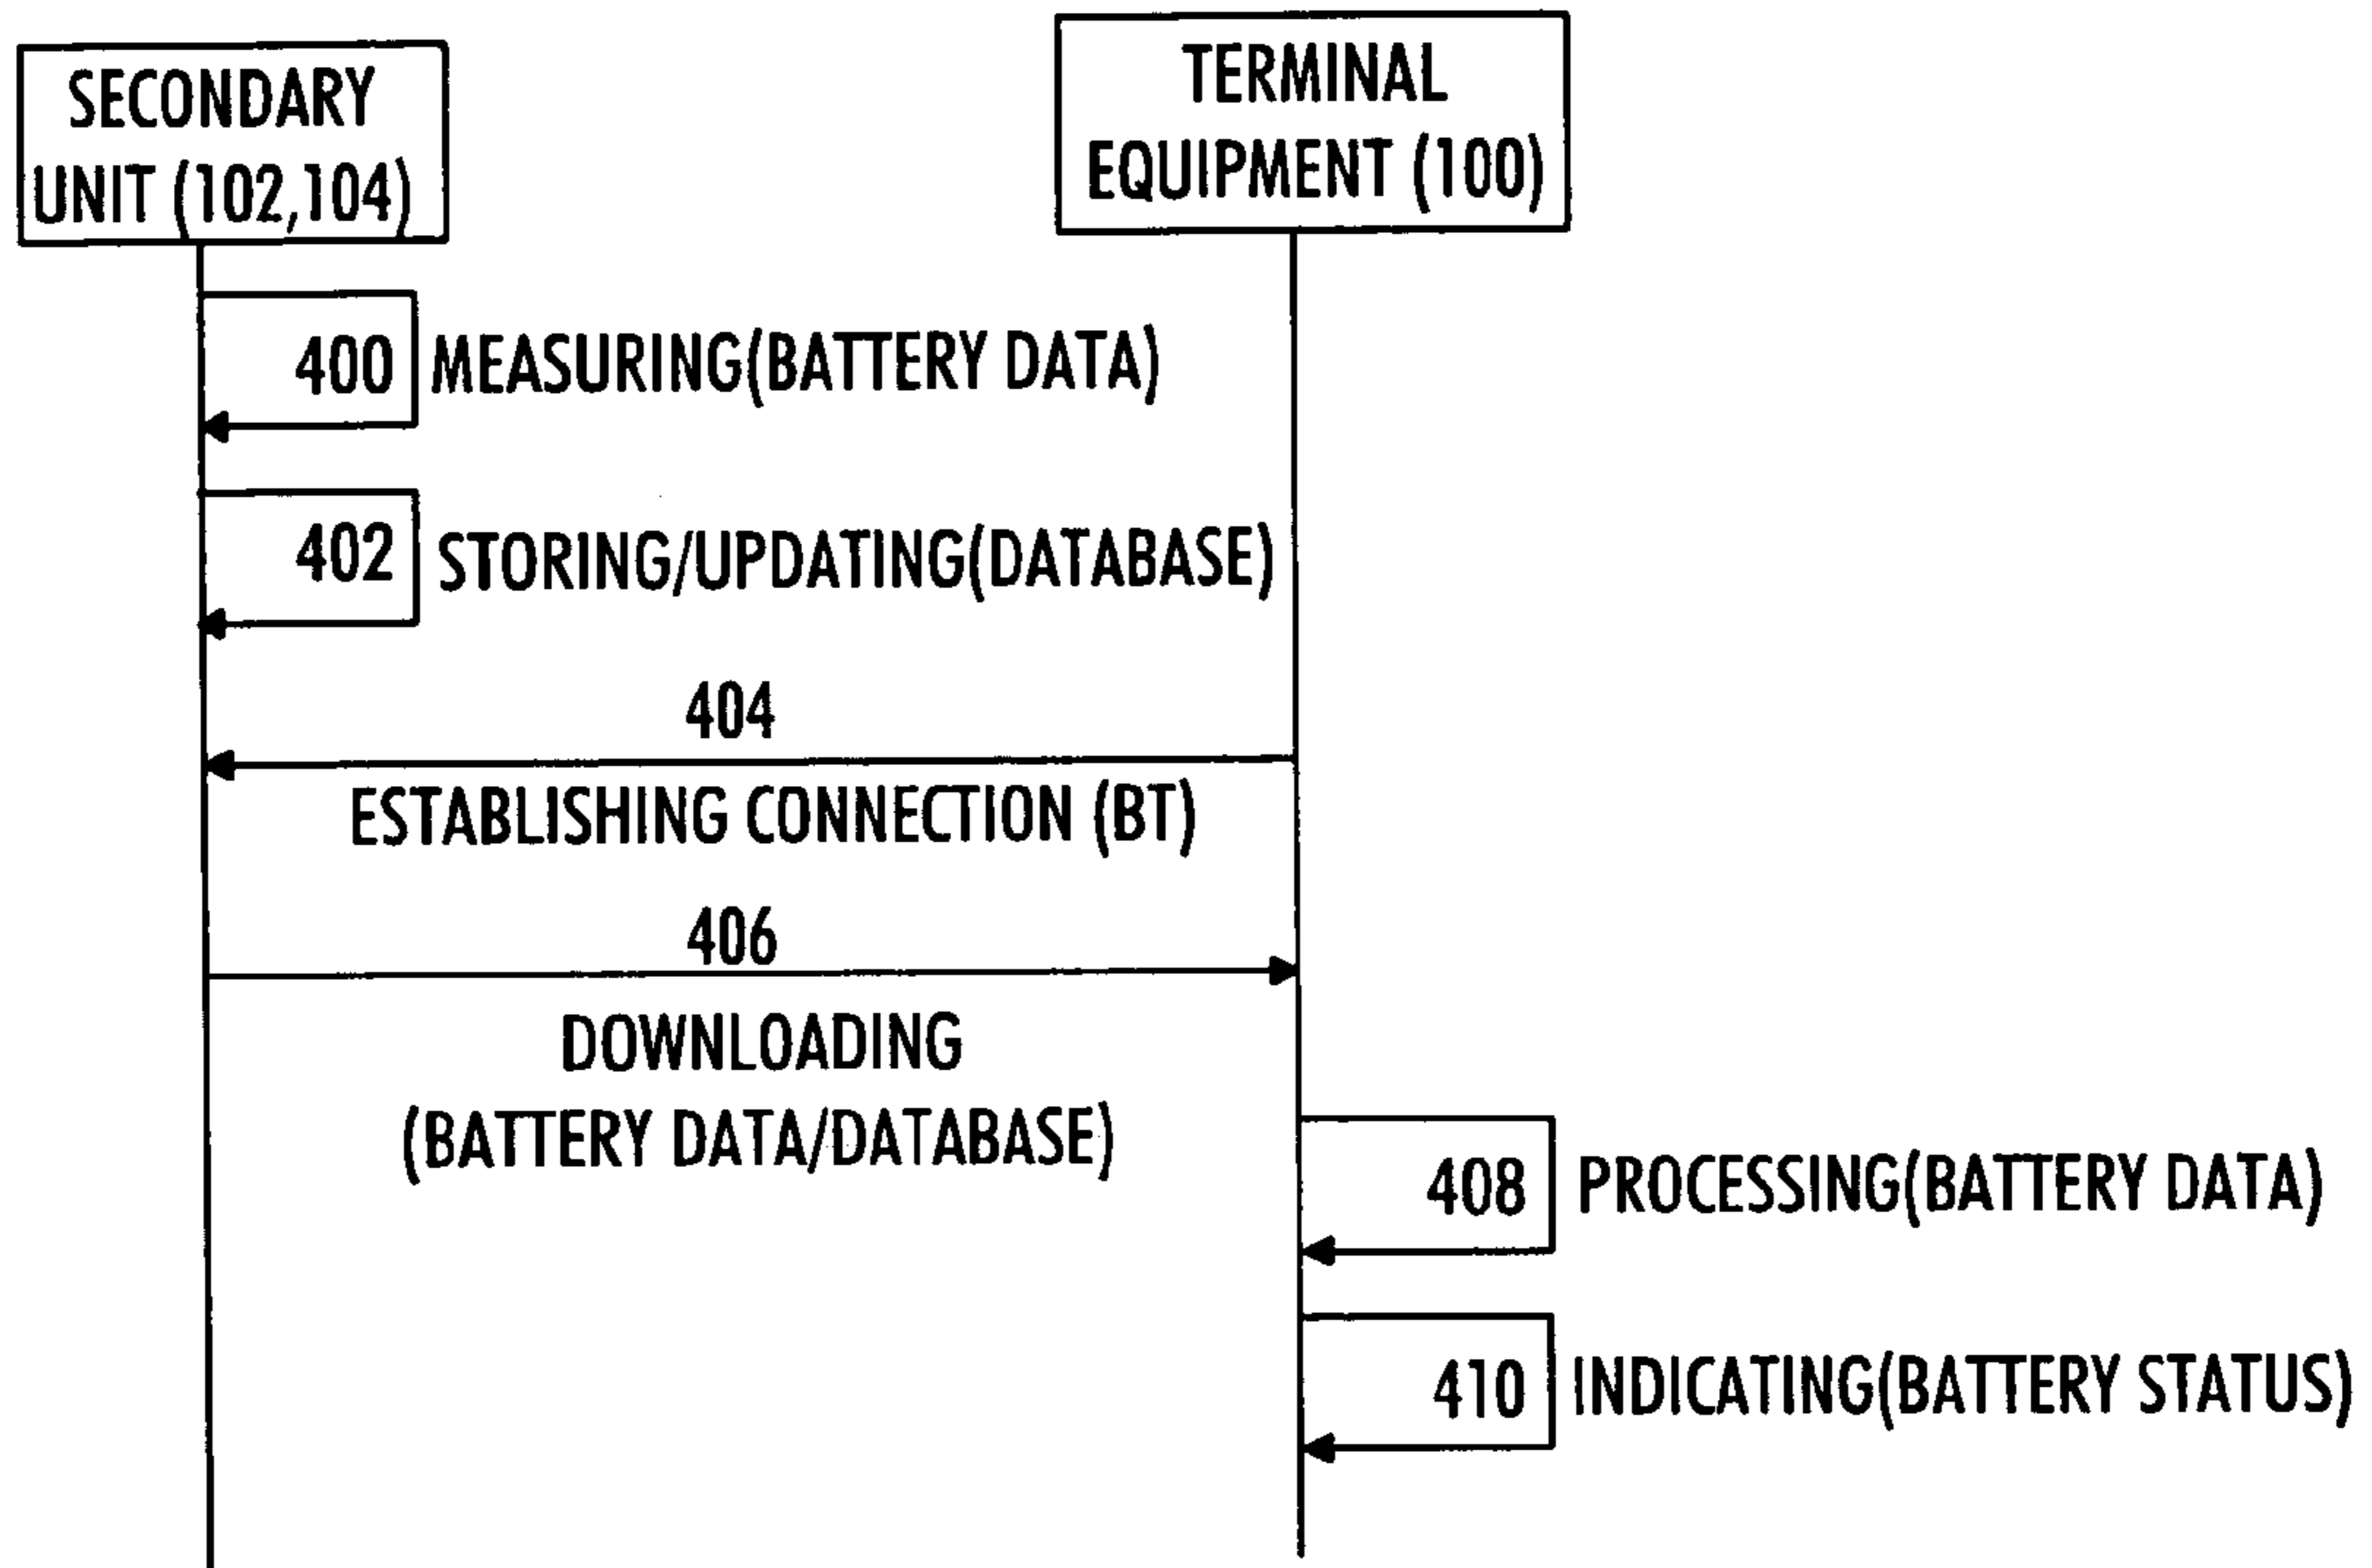 SECONDARY
UNIT (102,104)
TERMINAL
EQUIPMENT (100)
400 MEASURING(BATTERY DATA)
402 STORING/UPDATING(DATABASE)
404
ESTABLISHING CONNECTION (BT)
406
DOWNLOADING
(BATTERY DATA/DATABASE)
408 PROCESSING(BATTERY DATA)
410 INDICATING(BATTERY STATUS)